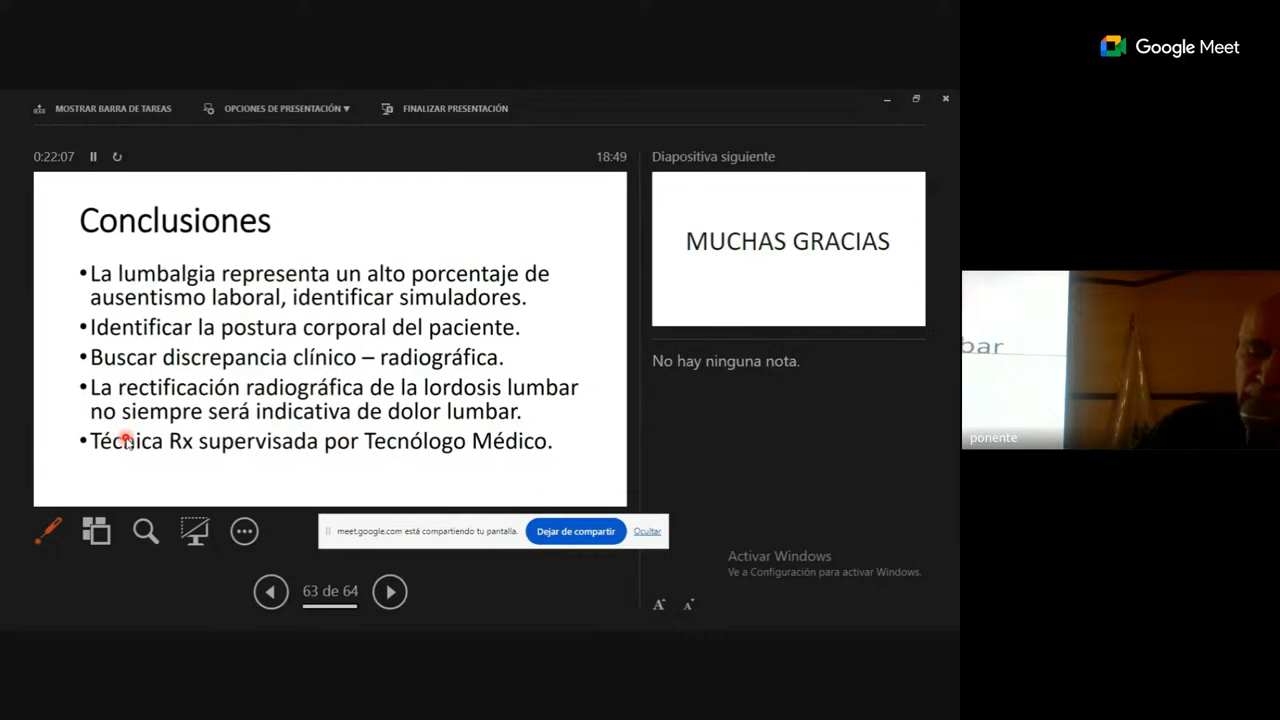 Google Meet
MOSTRAR BARRA DE TAREAS
OPCIONES DE PRESENTACIÓN ▼
FINALIZAR PRESENTACIÓN
0:22:07
18:49
Diapositiva siguiente
Conclusiones
•La lumbalgia representa un alto porcentaje de
ausentismo laboral, identificar simuladores.
•Identificar la postura corporal del paciente.
•Buscar discrepancia clínico – radiográfica.
•La rectificación radiográfica de la lordosis lumbar
no siempre será indicativa de dolor lumbar.
•Técnica Rx supervisada por Tecnólogo Médico.
MUCHAS GRACIAS
No hay ninguna nota.
bar
ponente
meet.google.com está compartiendo tu pantalla.
Dejar de compartir
Ocultar
Activar Windows
Ve a Configuración para activar Windows.
63 de 64
A A